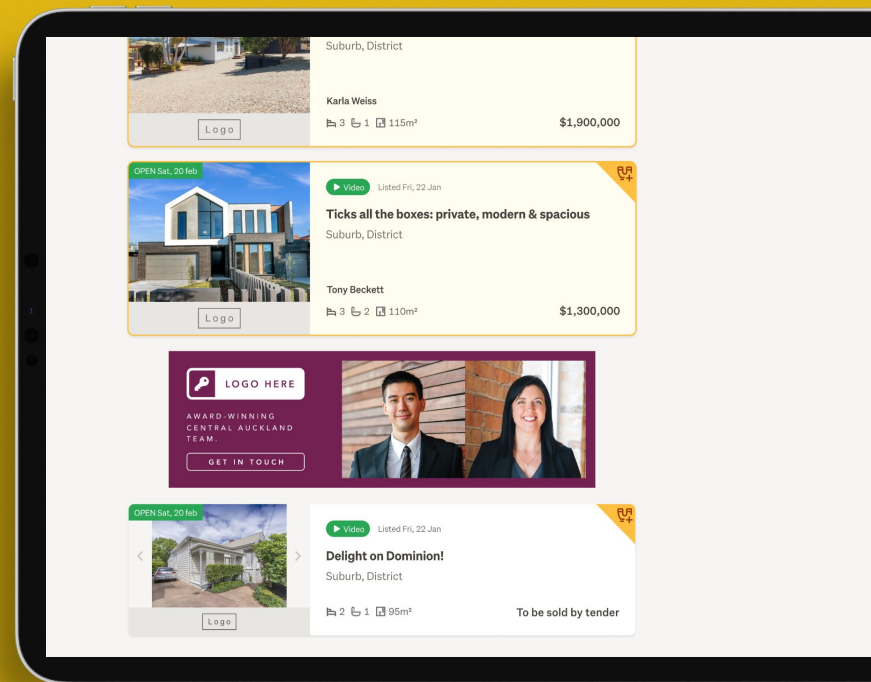 Suburb, District
Karla Weiss
3 1 115m²
$1,900,000
Logo
OPEN Sat, 20 feb
Video Listed Fri, 22 Jan
Ticks all the boxes: private, modern & spacious
Suburb, District
Tony Beckett
3 2 110m²
$1,300,000
Logo
LOGO HERE
AWARD-WINNING
CENTRAL AUCKLAND
TEAM.
GET IN TOUCH
OPEN Sat, 20 feb
Video Listed Fri, 22 Jan
Delight on Dominion!
Suburb, District
2 1 95m²
To be sold by tender
Logo